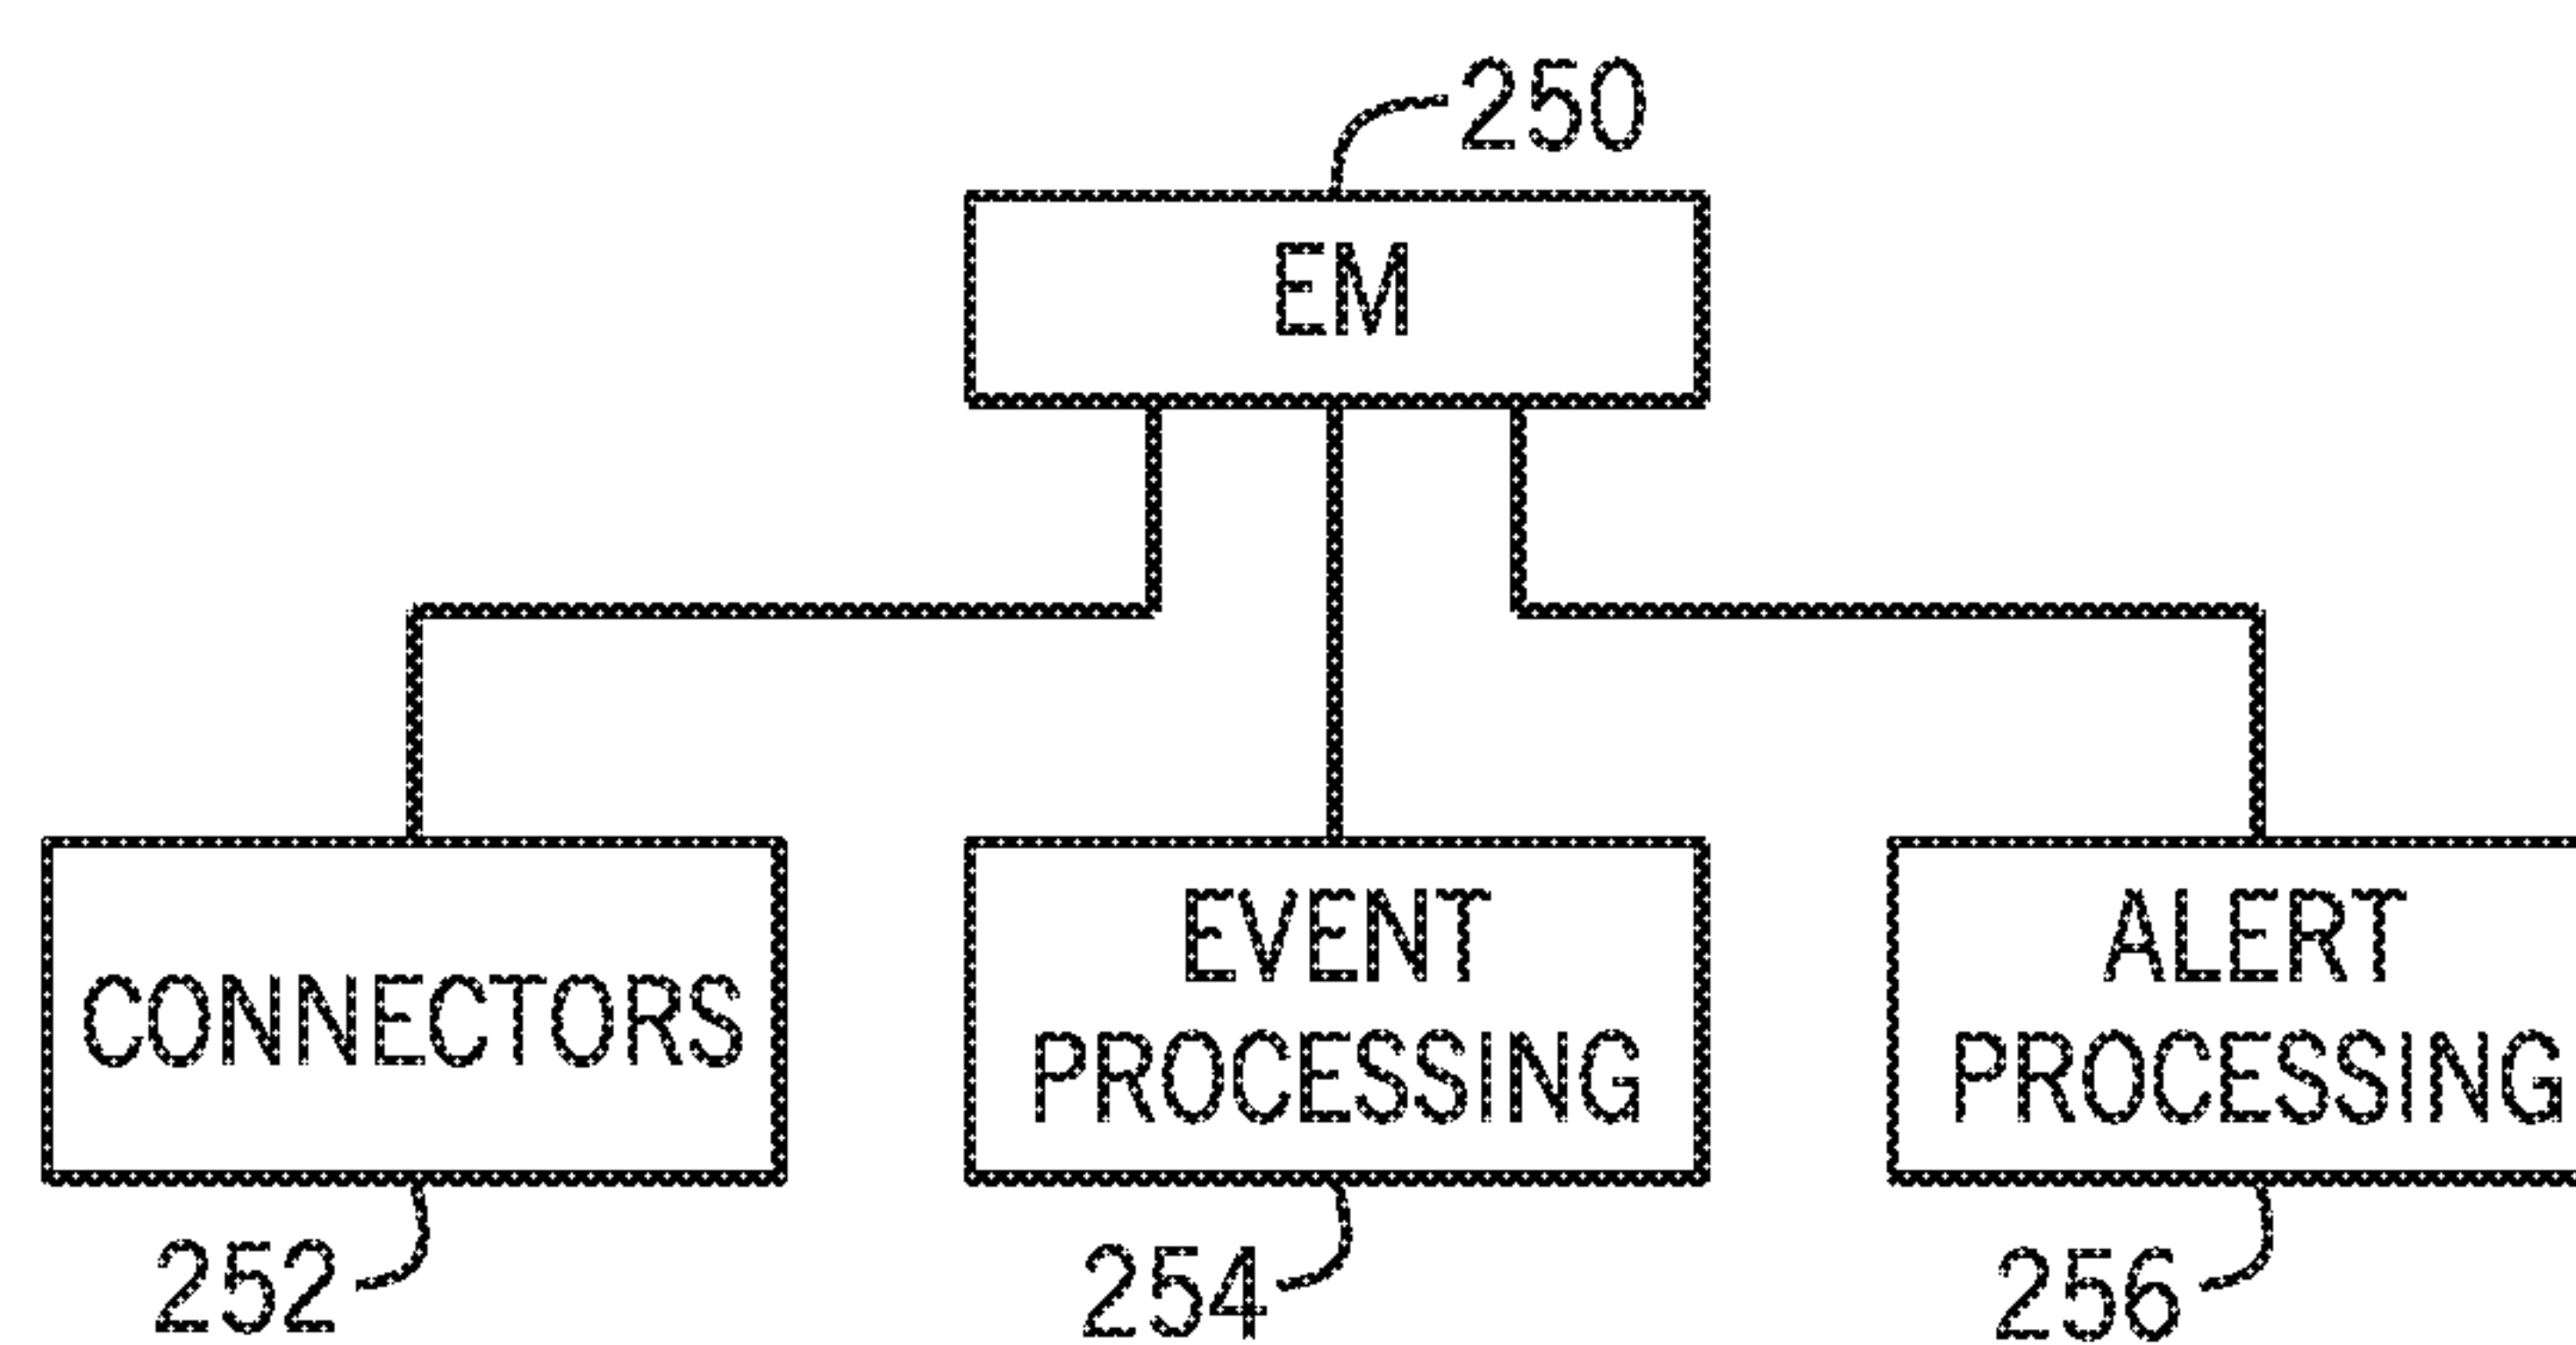 250
EM
CONNECTORS
EVENT
PROCESSING
ALERT
PROCESSING
252
254
256